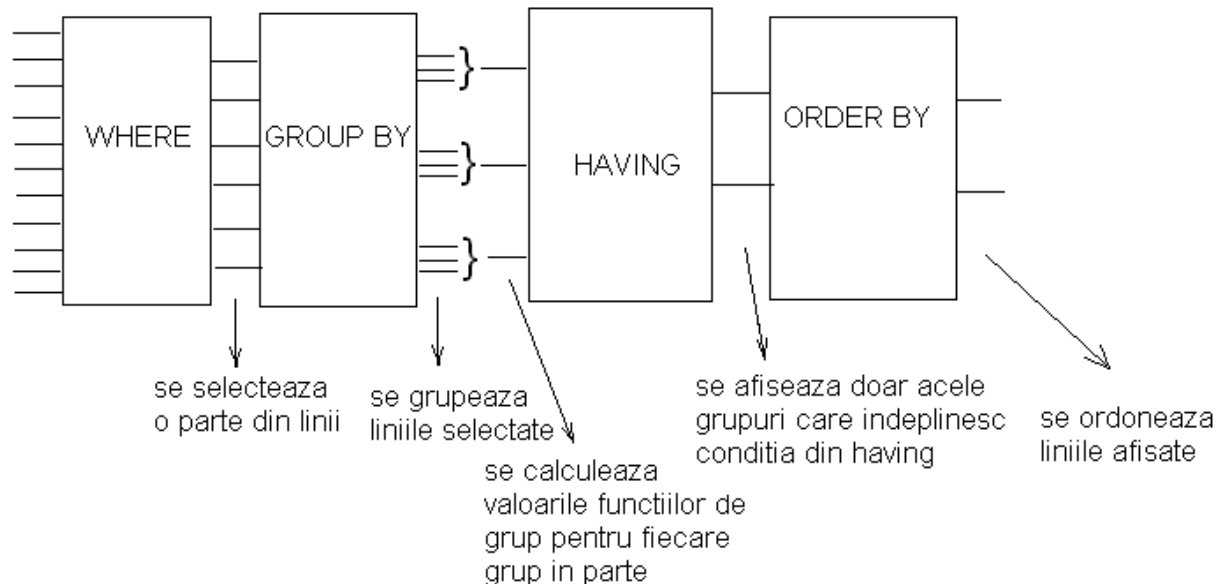 WHERE
GROUP BY
HAVING
ORDER BY
se selecteaza
o parte din linii
se grupeaza
liniile selectate
se calculeaza
valoarile functiilor de
grup pentru fiecare
grup in parte
se afiseaza doar acele
grupuri care indeplinesc
conditia din having
se ordoneaza
liniile afisate